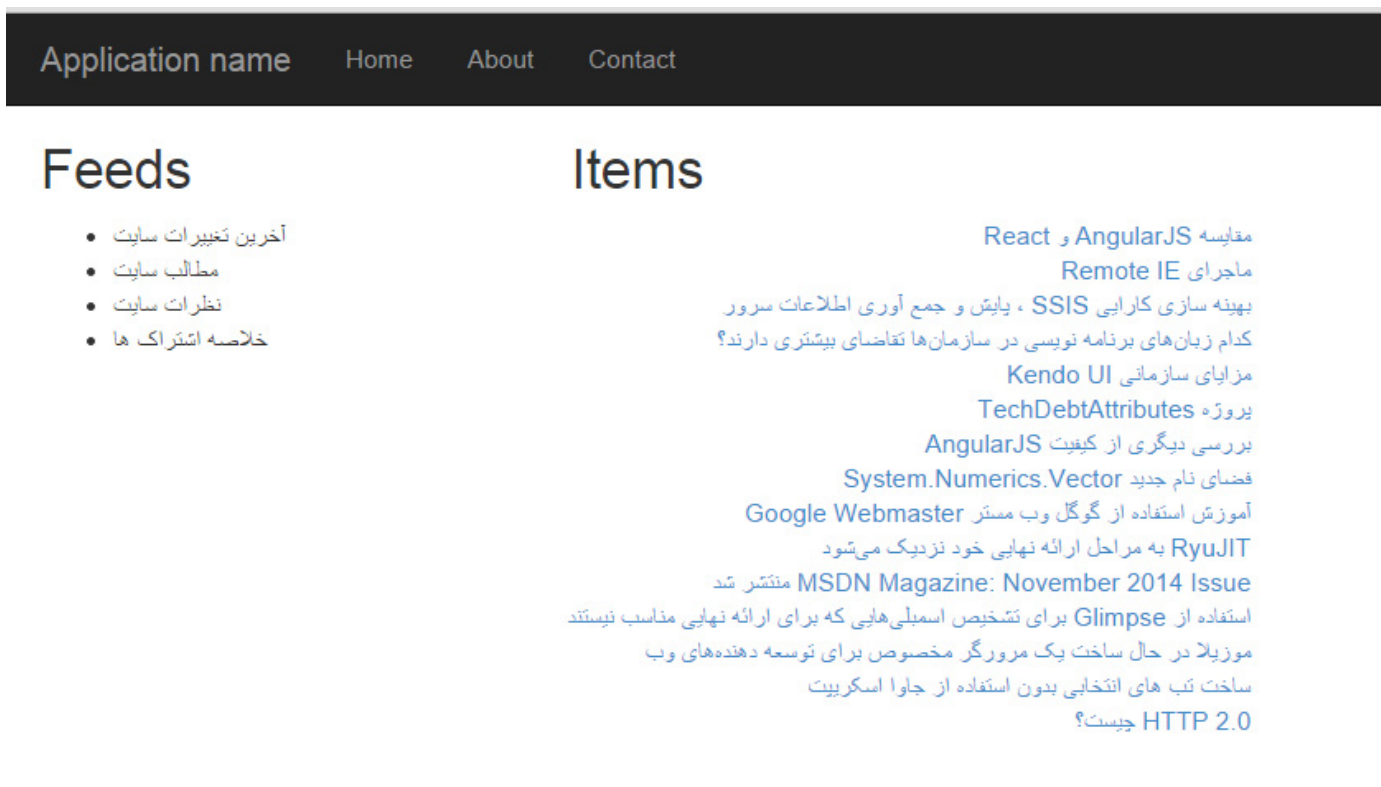 Application name Home About Contact
Feeds
آخرین تغییرات سایت
مطالب سایت
نظرات سایت
خلاصه اشتراک ها
Items
مقایسه AngularJS و React
ماجرای Remote IE
بهینه سازی کارایی SSIS ، پایش و جمع آوری اطلاعات سرور
کدام زبان‌های برنامه نویسی در سازمان‌ها تقاضای بیشتری دارند؟
مزایای سازمانی Kendo UI
پروژه TechDebtAttributes
بررسی دیگری از کیفیت AngularJS
فضای نام جدید System.Numerics.Vector
آموزش استفاده از گوگل وب مستر Google Webmaster
RyuJIT به مراحل ارائه نهایی خود نزدیک می‌شود
MSDN Magazine: November 2014 Issue منتشر شد
استفاده از Glimpse برای تشخیص اسمبلی‌هایی که برای ارائه نهایی مناسب نیستند
موزیلا در حال ساخت یک مرورگر مخصوص برای توسعه دهنده‌های وب
ساخت تب های انتخابی بدون استفاده از جاوا اسکریپت
HTTP 2.0 چیست؟